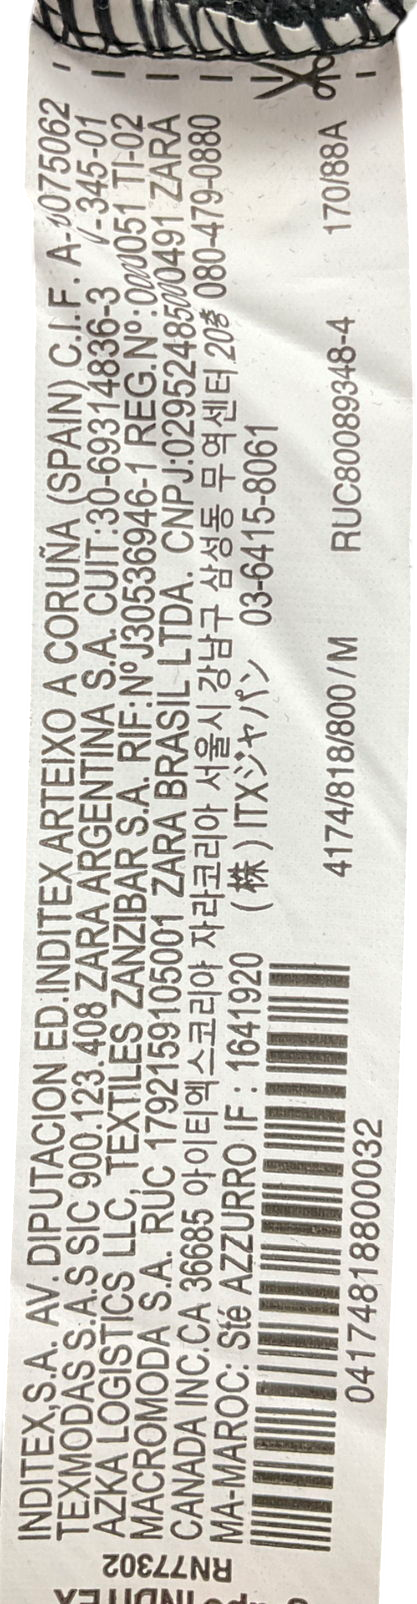 INDITEX,S.A. AV. DIPUTACION ED.INDITEX ARTEIXO A CORUÑA (SPAIN) C.I.F. A-075062
TEXMODAS S.A.S SIC 900.123.408 ZARA ARGENTINA S.A. CUIT:30-69314836-3 V-345-01
AZKA LOGISTICS LLC, TEXTILES ZANZIBAR S.A. RIF:Nº J30536946-1 REG.Nº:000051 TI-02
MACROMODA S.A. RUC 1792159105001 ZARA BRASIL LTDA. CNPJ:02952485000491 ZARA
CANADA INC.CA 36685 아이티엑스코리아 자라코리아 서울시 강남구 삼성동 무역센터 20층 080-479-0880
MA-MAROC: Sté AZZURRO IF : 1641920 (株) ITXジャパン 03-6415-8061
04174818800032
4174/818/800 /M RUC80089348-4 170/88A
RN77302
INDITEX